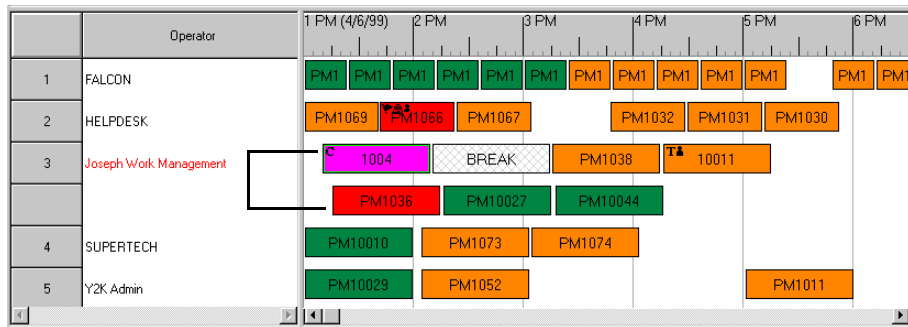 Operator
1 PM (4/6/99) 2 PM 3 PM 4 PM 5 PM 6 PM
1 FALCON PM1 PM1 PM1 PM1 PM1 PM1 PM1 PM1 PM1 PM1 PM1 PM1 PM1
2 HELPDESK PM1069 PM1066 PM1067 PM1032 PM1031 PM1030
3 Joseph Work Management C 1004 BREAK PM1038 T 10011
PM1036 PM10027 PM10044
4 SUPERTECH PM10010 PM1073 PM1074
5 Y2K Admin PM10029 PM1052 PM1011